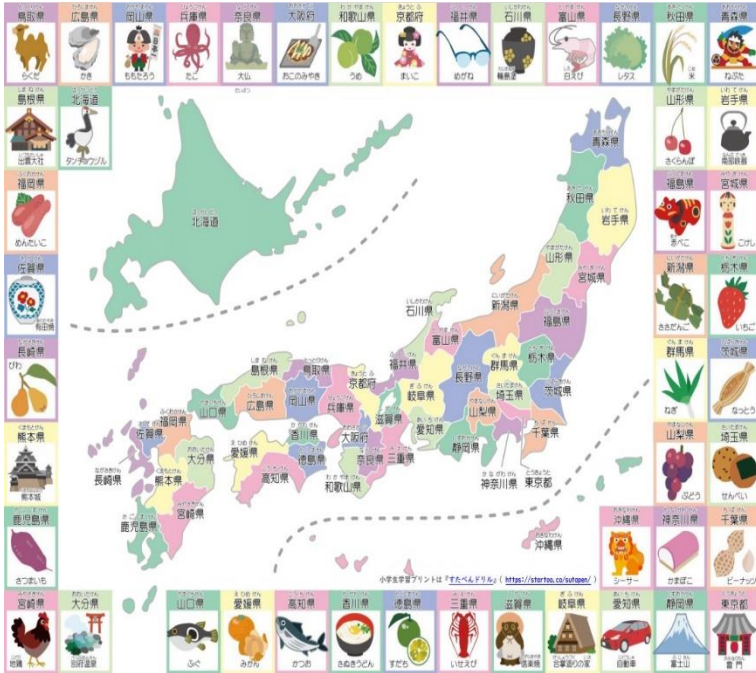 鳥取県
らくだ
広島県
かき
岡山県
ももたろう
兵庫県
たこ
奈良県
大仏
大阪府
おこのみやき
和歌山県
うめ
京都府
まいこ
福井県
めがね
石川県
輪島塗
富山県
白えび
長野県
レタス
秋田県
米
青森県
ねぶた
島根県
出雲大社
北海道
タンチョウヅル
山形県
さくらんぼ
岩手県
南部鉄器
福岡県
めんたいこ
福島県
赤べこ
宮城県
こけし
佐賀県
有田焼
新潟県
ささだんご
栃木県
いちご
長崎県
びわ
群馬県
ねぎ
茨城県
なっとう
熊本県
熊本城
山梨県
ぶどう
埼玉県
せんべい
鹿児島県
さつまいも
沖縄県
シーサー
神奈川県
かまぼこ
千葉県
ピーナッツ
北海道
青森県
秋田県
岩手県
山形県
宮城県
新潟県
福島県
石川県
富山県
栃木県
群馬県
茨城県
福井県
長野県
岐阜県
埼玉県
山梨県
千葉県
東京都
神奈川県
静岡県
愛知県
滋賀県
京都府
三重県
奈良県
和歌山県
大阪府
兵庫県
鳥取県
島根県
岡山県
広島県
山口県
香川県
徳島県
愛媛県
高知県
福岡県
佐賀県
長崎県
大分県
熊本県
宮崎県
鹿児島県
沖縄県
小学生学習プリントは『すたぺんドリル』( https://startoo.co/sutapen/ )
宮崎県
地鶏
大分県
別府温泉
山口県
ふぐ
愛媛県
みかん
高知県
かつお
香川県
さぬきうどん
徳島県
すだち
三重県
いせえび
滋賀県
信楽焼
岐阜県
合掌造りの家
愛知県
自動車
静岡県
富士山
東京都
雷門